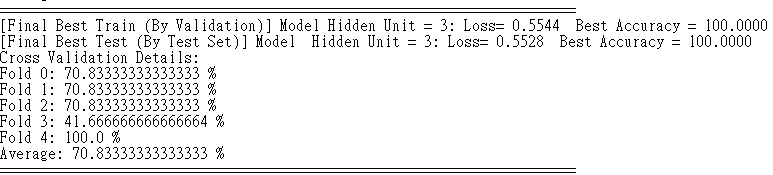 [Final Best Train (By Validation)] Model Hidden Unit = 3: Loss= 0.5544  Best Accuracy = 100.0000
[Final Best Test (By Test Set)] Model  Hidden Unit = 3: Loss= 0.5528  Best Accuracy = 100.0000
Cross Validation Details:
Fold 0: 70.83333333333333 %
Fold 1: 70.83333333333333 %
Fold 2: 70.83333333333333 %
Fold 3: 41.666666666666664 %
Fold 4: 100.0 %
Average: 70.83333333333333 %